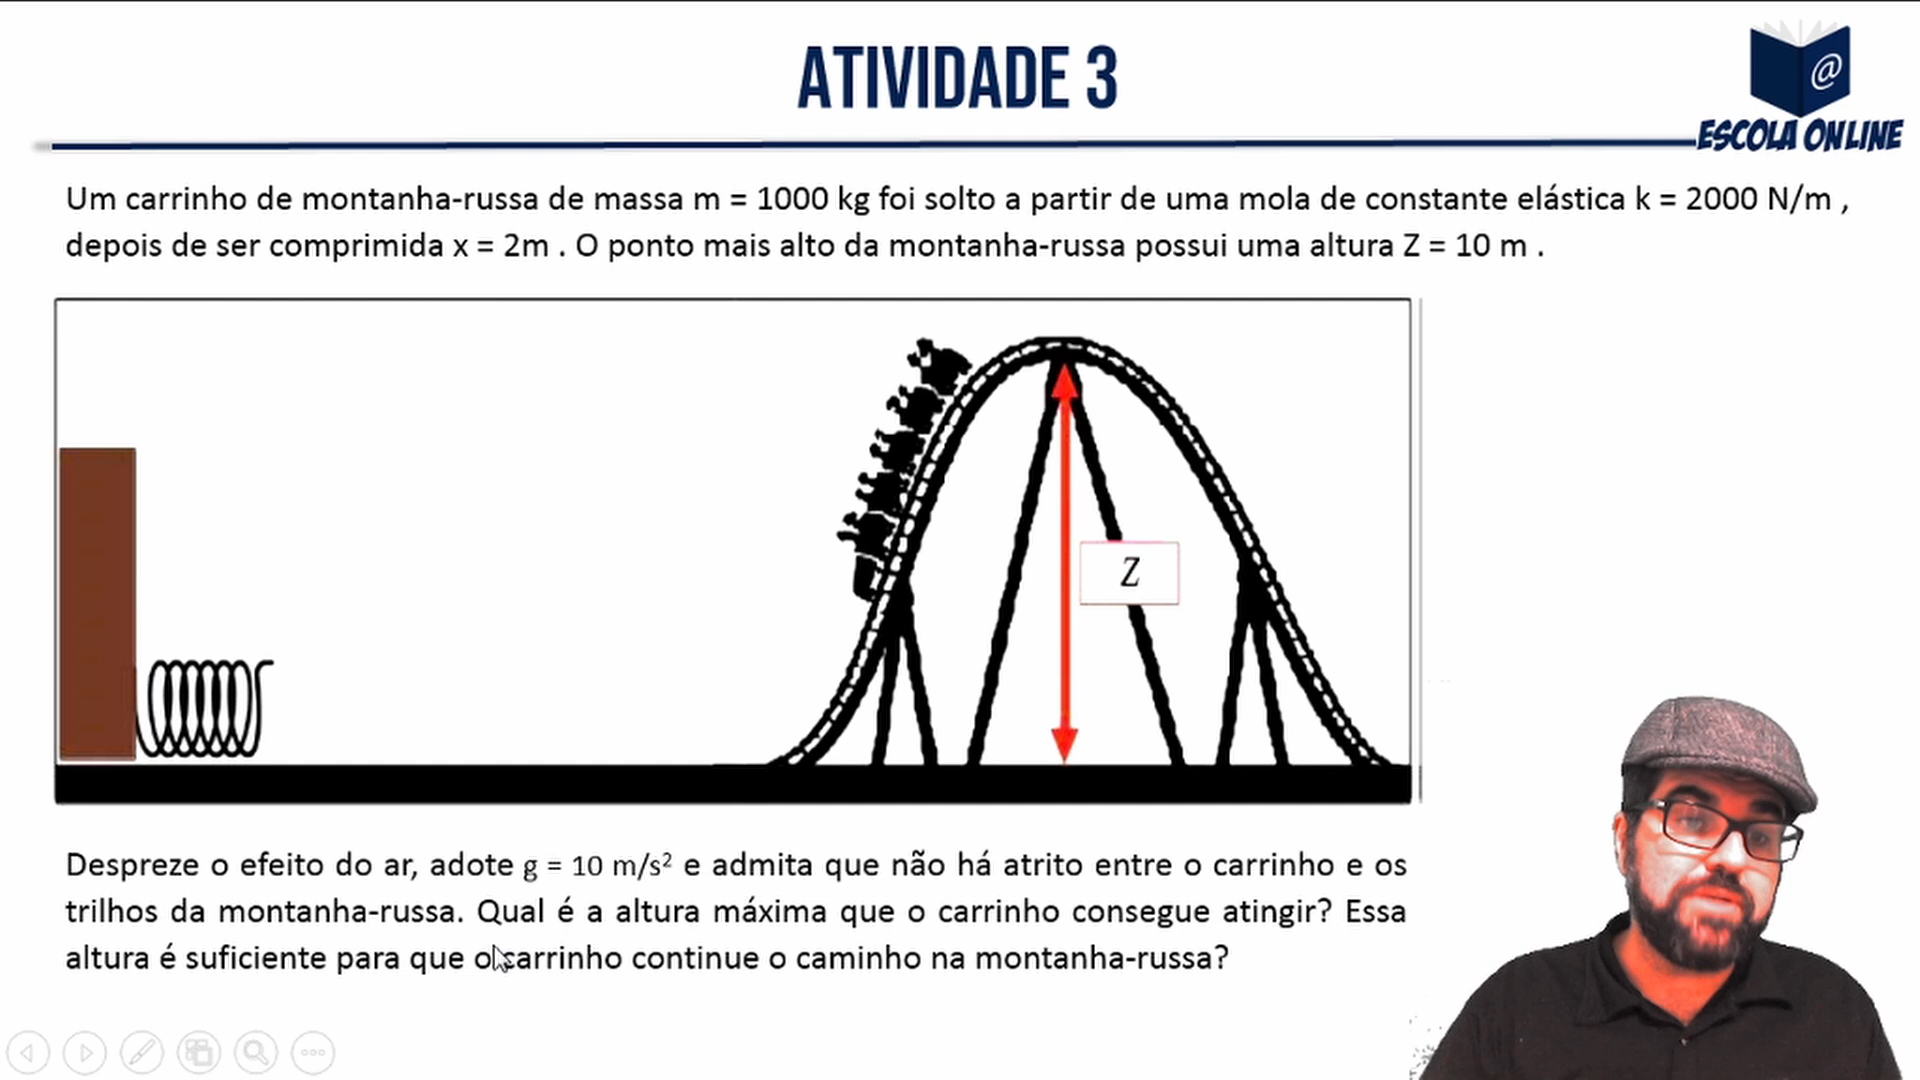 ATIVIDADE 3
@
ESCOLA ONLINE
Um carrinho de montanha-russa de massa m = 1000 kg foi solto a partir de uma mola de constante elástica k = 2000 N/m ,
depois de ser comprimida x = 2m . O ponto mais alto da montanha-russa possui uma altura Z = 10 m .
Z
Despreze o efeito do ar, adote g = 10 m/s² e admita que não há atrito entre o carrinho e os
trilhos da montanha-russa. Qual é a altura máxima que o carrinho consegue atingir? Essa
altura é suficiente para que o carrinho continue o caminho na montanha-russa?